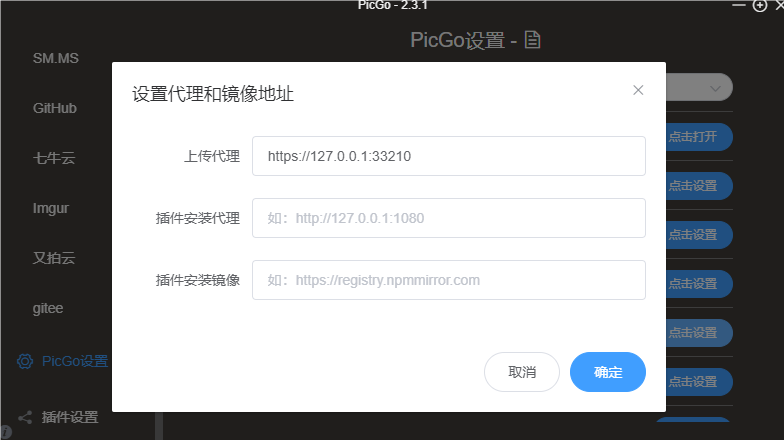 PicGo - 2.3.1
PicGo设置 -
SM.MS
GitHub
七牛云
Imgur
又拍云
gitee
PicGo设置
插件设置
设置代理和镜像地址
上传代理 https://127.0.0.1:33210
插件安装代理 如：http://127.0.0.1:1080
插件安装镜像 如：https://registry.npmmirror.com
取消 确定
点击打开
点击设置
点击设置
点击设置
点击设置
点击设置